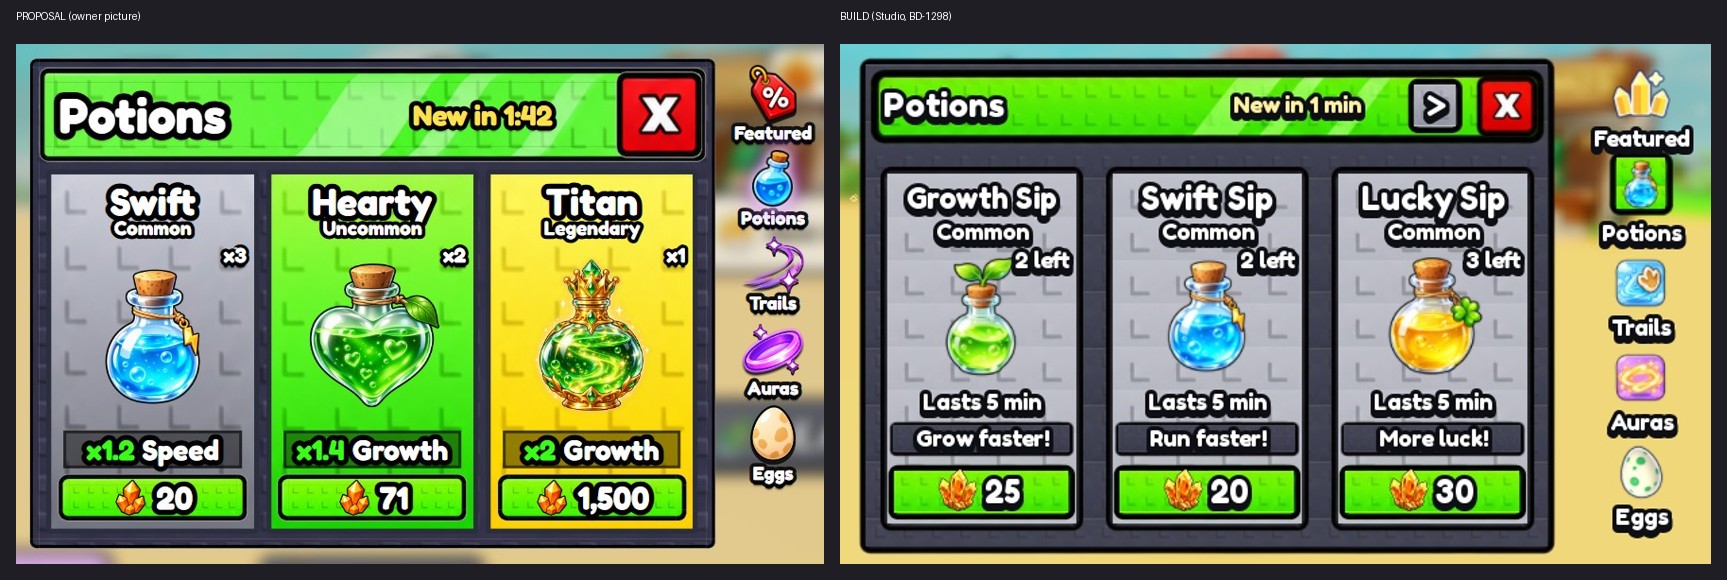 PROPOSAL (owner picture)
Potions
New in 1:42
X
Swift
Common
x3
x1.2 Speed
20
Hearty
Uncommon
x2
x1.4 Growth
71
Titan
Legendary
x1
x2 Growth
1,500
%
Featured
Potions
Trails
Auras
Eggs
BUILD (Studio, BD-1298)
Potions
New in 1 min
>
X
Growth Sip
Common
2 left
Lasts 5 min
Grow faster!
25
Swift Sip
Common
2 left
Lasts 5 min
Run faster!
20
Lucky Sip
Common
3 left
Lasts 5 min
More luck!
30
Featured
Potions
Trails
Auras
Eggs